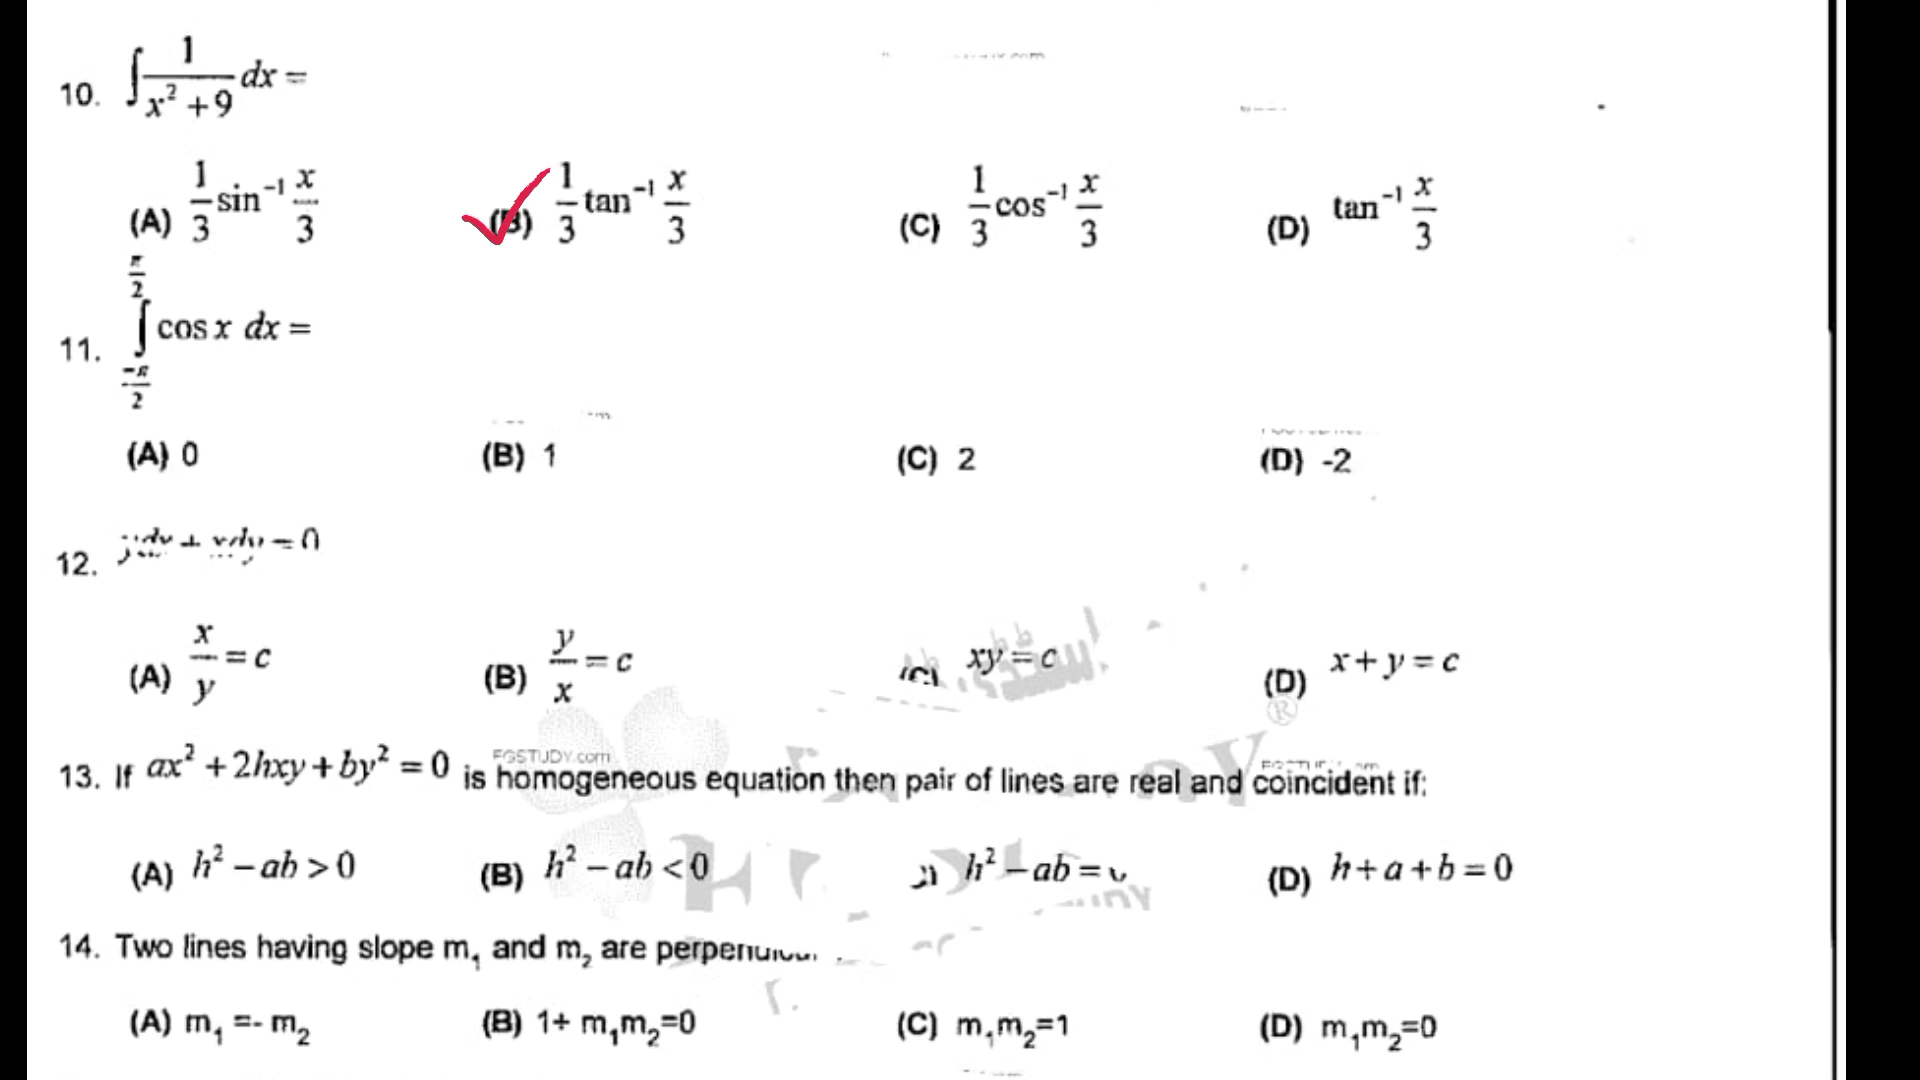 10. ∫ 1/(x² + 9) dx =
(A) 1/3 sin⁻¹ x/3 (B) 1/3 tan⁻¹ x/3 (C) 1/3 cos⁻¹ x/3 (D) tan⁻¹ x/3
11. ∫_{-π/2}^{π/2} cos x dx =
(A) 0 (B) 1 (C) 2 (D) -2
12. = 0
(A) x/y = c (B) y/x = c (C) xy = c (D) x + y = c
13. If ax² + 2hxy + by² = 0 is homogeneous equation then pair of lines are real and coincident if:
FGSTUDY.com
(A) h² – ab > 0 (B) h² – ab < 0 h² – ab = (D) h + a + b = 0
14. Two lines having slope m₁ and m₂ are
(A) m₁ =- m₂ (B) 1+ m₁m₂=0 (C) m₁m₂=1 (D) m₁m₂=0